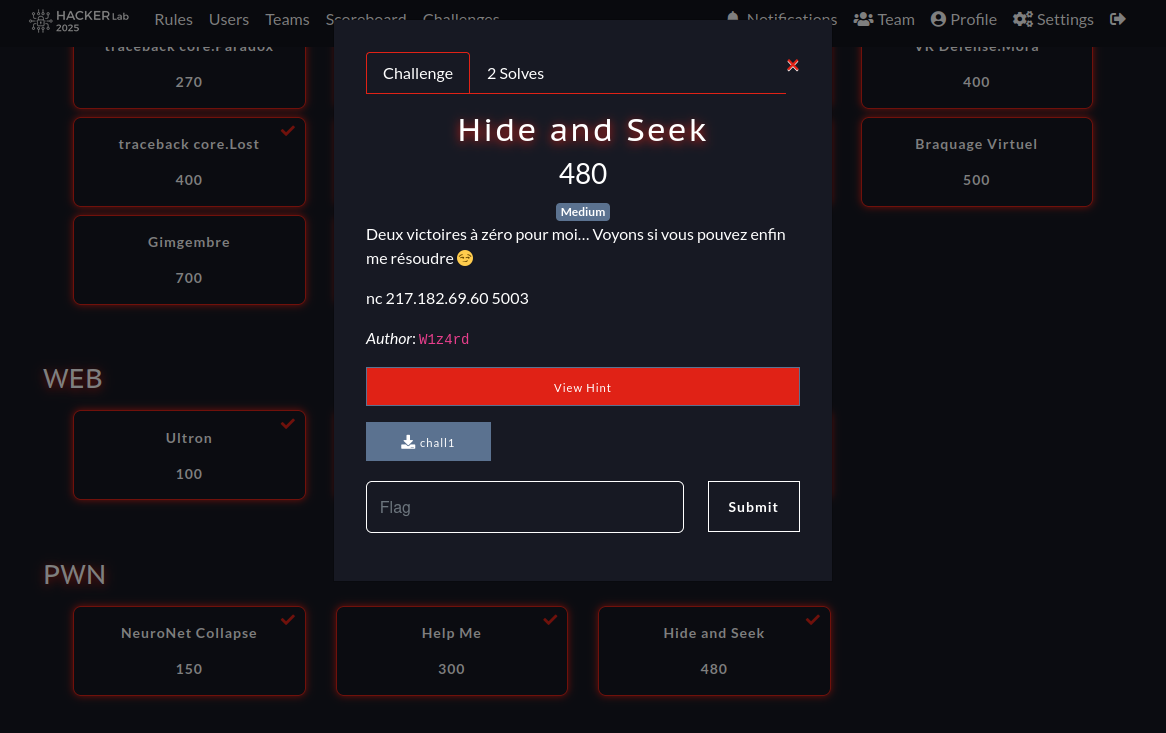 HACKER Lab
2025
Rules Users Teams Scoreboard Challenges
Notifications Team Profile Settings
traceback core.Paradox
270
VR Defense.Mora
400
traceback core.Lost
400
Braquage Virtuel
500
Gimgembre
700
Challenge
2 Solves
Hide and Seek
480
Medium
Deux victoires à zéro pour moi... Voyons si vous pouvez enfin
me résoudre 😏
nc 217.182.69.60 5003
Author: W1z4rd
View Hint
chall1
Flag
Submit
WEB
Ultron
100
PWN
NeuroNet Collapse
150
Help Me
300
Hide and Seek
480